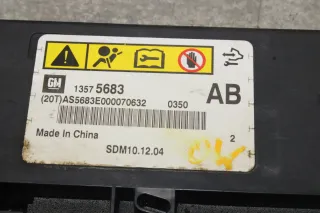 GM
1357 5683
(20T)AS5683E000070632 0350 AB
Made in China 2
SDM10.12.04